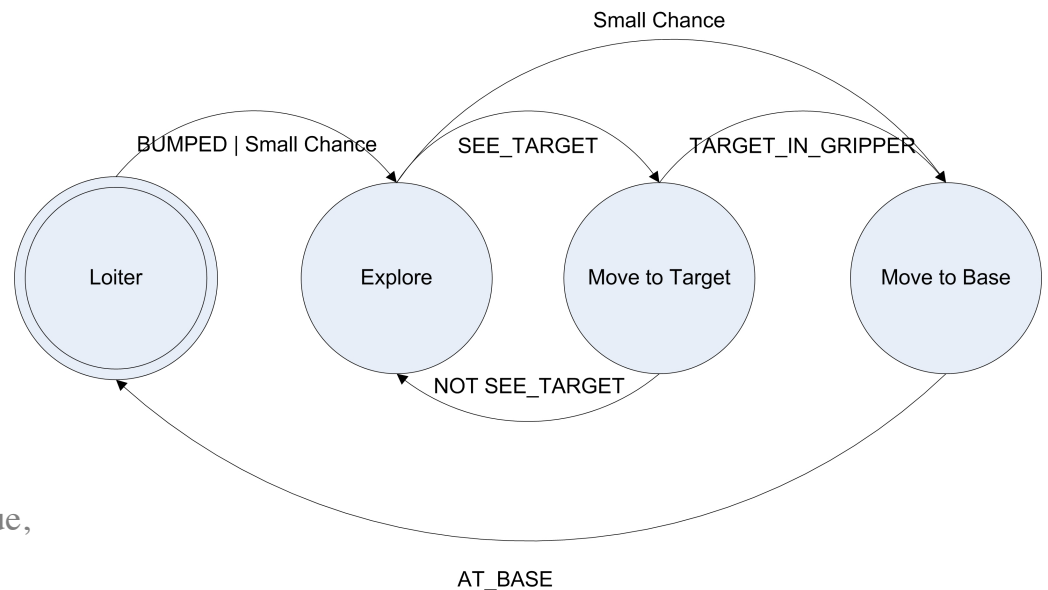 Small Chance
BUMPED | Small Chance
SEE_TARGET
TARGET_IN_GRIPPER
Loiter
Explore
Move to Target
Move to Base
NOT SEE_TARGET
AT_BASE